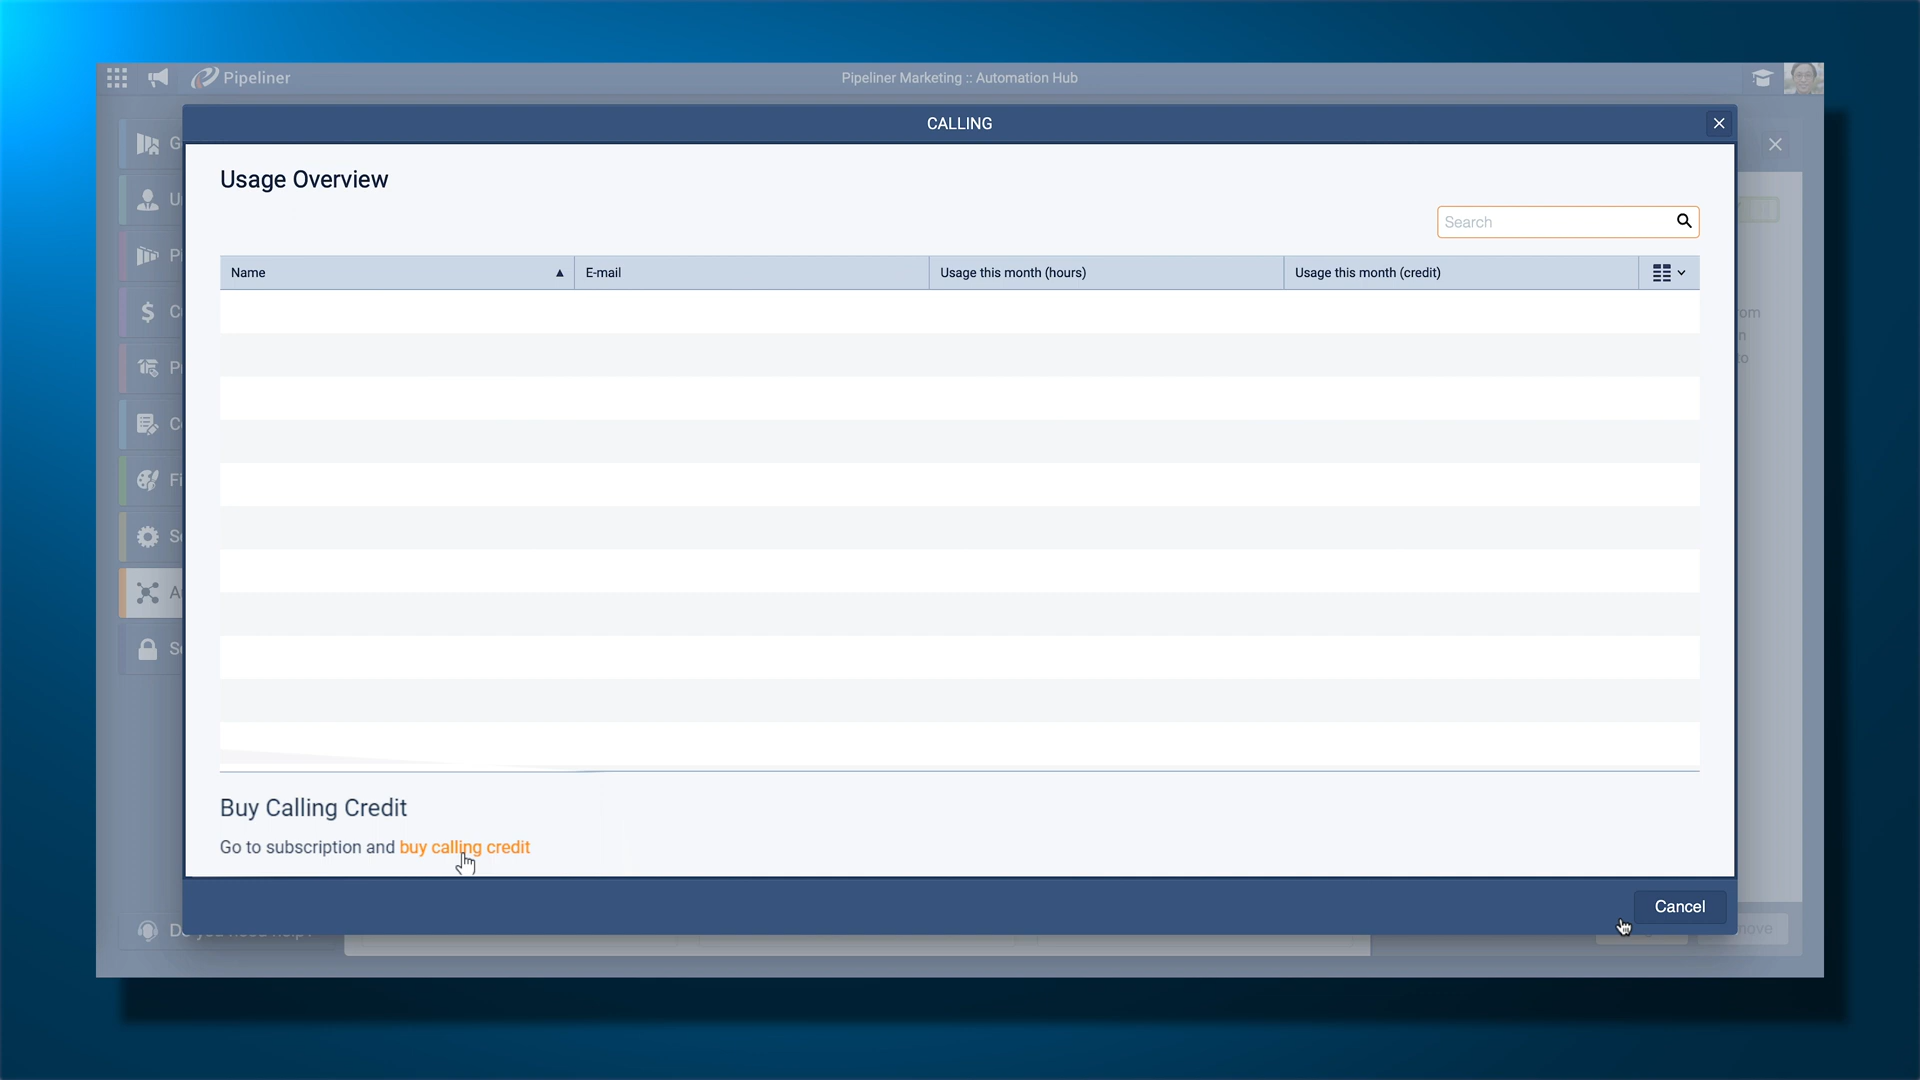 Pipeliner
Pipeliner Marketing :: Automation Hub
CALLING
Usage Overview
Search
Name
E-mail
Usage this month (hours)
Usage this month (credit)
Buy Calling Credit
Go to subscription and buy calling credit
Cancel